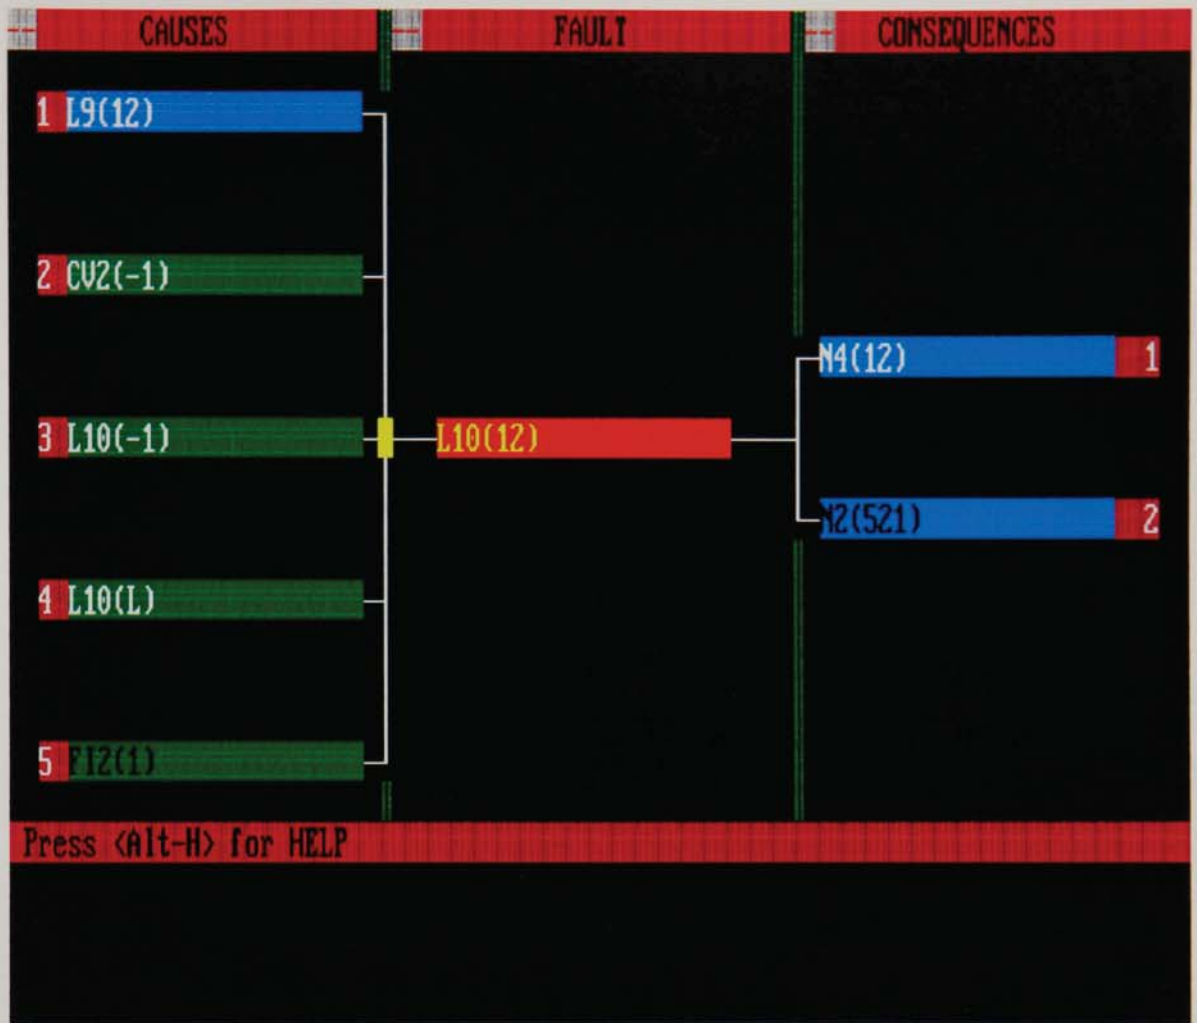 CAUSES
FAULT
CONSEQUENCES
1 L9(12)
2 CV2(-1)
3 L10(-1)
4 L10(L)
5 FI2(1)
L10(12)
N4(12) 1
N2(521) 2
Press <Alt-H> for HELP